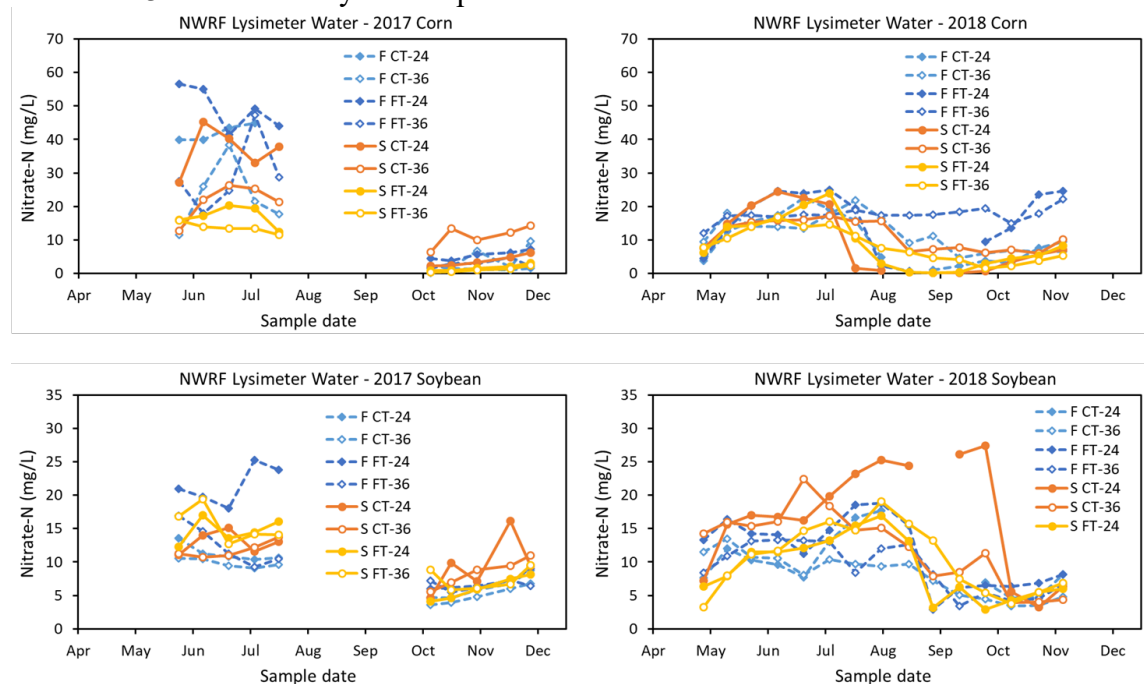 NWRF Lysimeter Water - 2017 Corn
70
60
50
40
30
20
10
0
Nitrate-N (mg/L)
F CT-24
F CT-36
F FT-24
F FT-36
S CT-24
S CT-36
S FT-24
S FT-36
Apr May Jun Jul Aug Sep Oct Nov Dec
Sample date
NWRF Lysimeter Water - 2018 Corn
70
60
50
40
30
20
10
0
Nitrate-N (mg/L)
F CT-24
F CT-36
F FT-24
F FT-36
S CT-24
S CT-36
S FT-24
S FT-36
Apr May Jun Jul Aug Sep Oct Nov Dec
Sample date
NWRF Lysimeter Water - 2017 Soybean
35
30
25
20
15
10
5
0
Nitrate-N (mg/L)
F CT-24
F CT-36
F FT-24
F FT-36
S CT-24
S CT-36
S FT-24
S FT-36
Apr May Jun Jul Aug Sep Oct Nov Dec
Sample date
NWRF Lysimeter Water - 2018 Soybean
35
30
25
20
15
10
5
0
Nitrate-N (mg/L)
F CT-24
F CT-36
F FT-24
F FT-36
S CT-24
S CT-36
S FT-24
Apr May Jun Jul Aug Sep Oct Nov Dec
Sample date